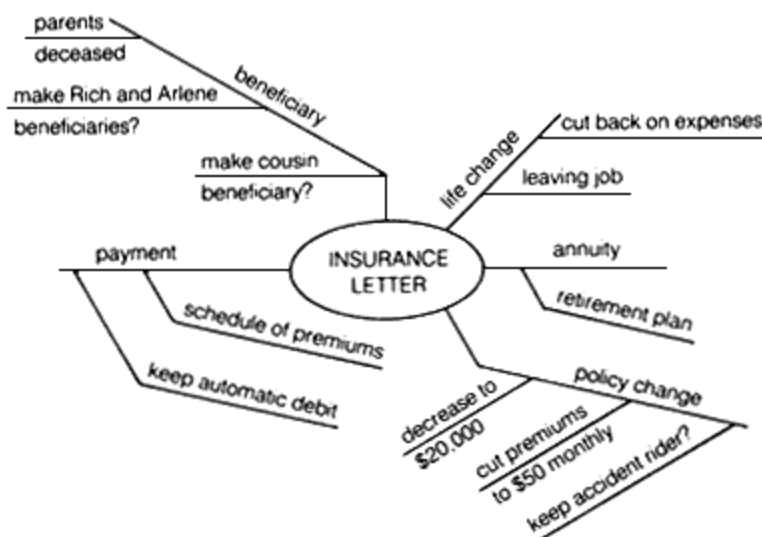 parents
deceased
make Rich and Arlene
beneficiaries?
beneficiary
make cousin
beneficiary?
life change
cut back on expenses
leaving job
INSURANCE
LETTER
payment
schedule of premiums
keep automatic debit
annuity
retirement plan
policy change
decrease to
$20,000
cut premiums
to $50 monthly
keep accident rider?